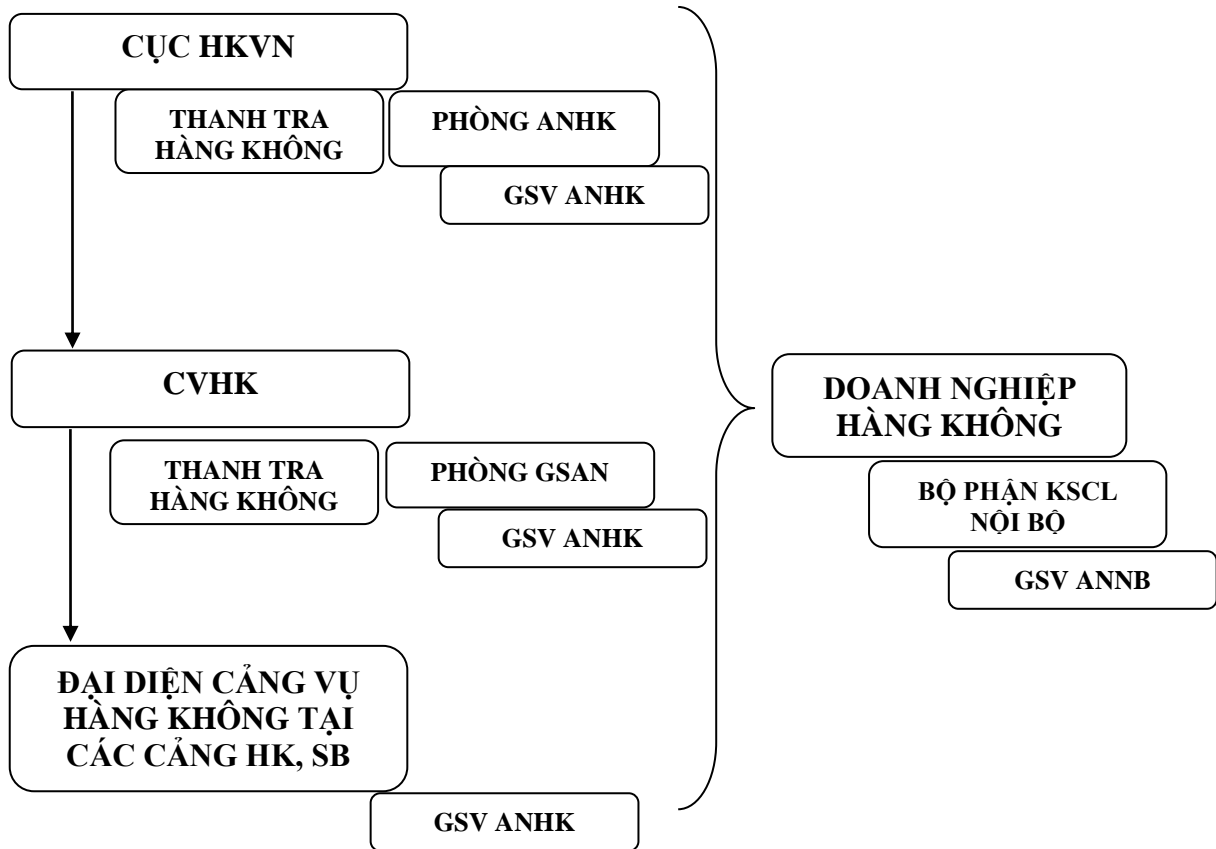 CỤC HKVN
THANH TRA
HÀNG KHÔNG
PHÒNG ANHK
GSV ANHK
CVHK
THANH TRA
HÀNG KHÔNG
PHÒNG GSAN
GSV ANHK
ĐẠI DIỆN CẢNG VỤ
HÀNG KHÔNG TẠI
CÁC CẢNG HK, SB
GSV ANHK
DOANH NGHIỆP
HÀNG KHÔNG
BỘ PHẬN KSCL
NỘI BỘ
GSV ANNB